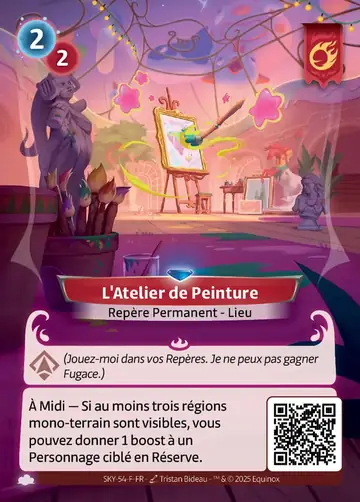 2
2
L'Atelier de Peinture
Repère Permanent - Lieu
(Jouez-moi dans vos Repères. Je ne peux pas gagner
Fugace.)
À Midi — Si au moins trois régions
mono-terrain sont visibles, vous
pouvez donner 1 boost à un
Personnage ciblé en Réserve.
SKY-54-F-FR - Tristan Bideau - ™ & © 2025 Equinox